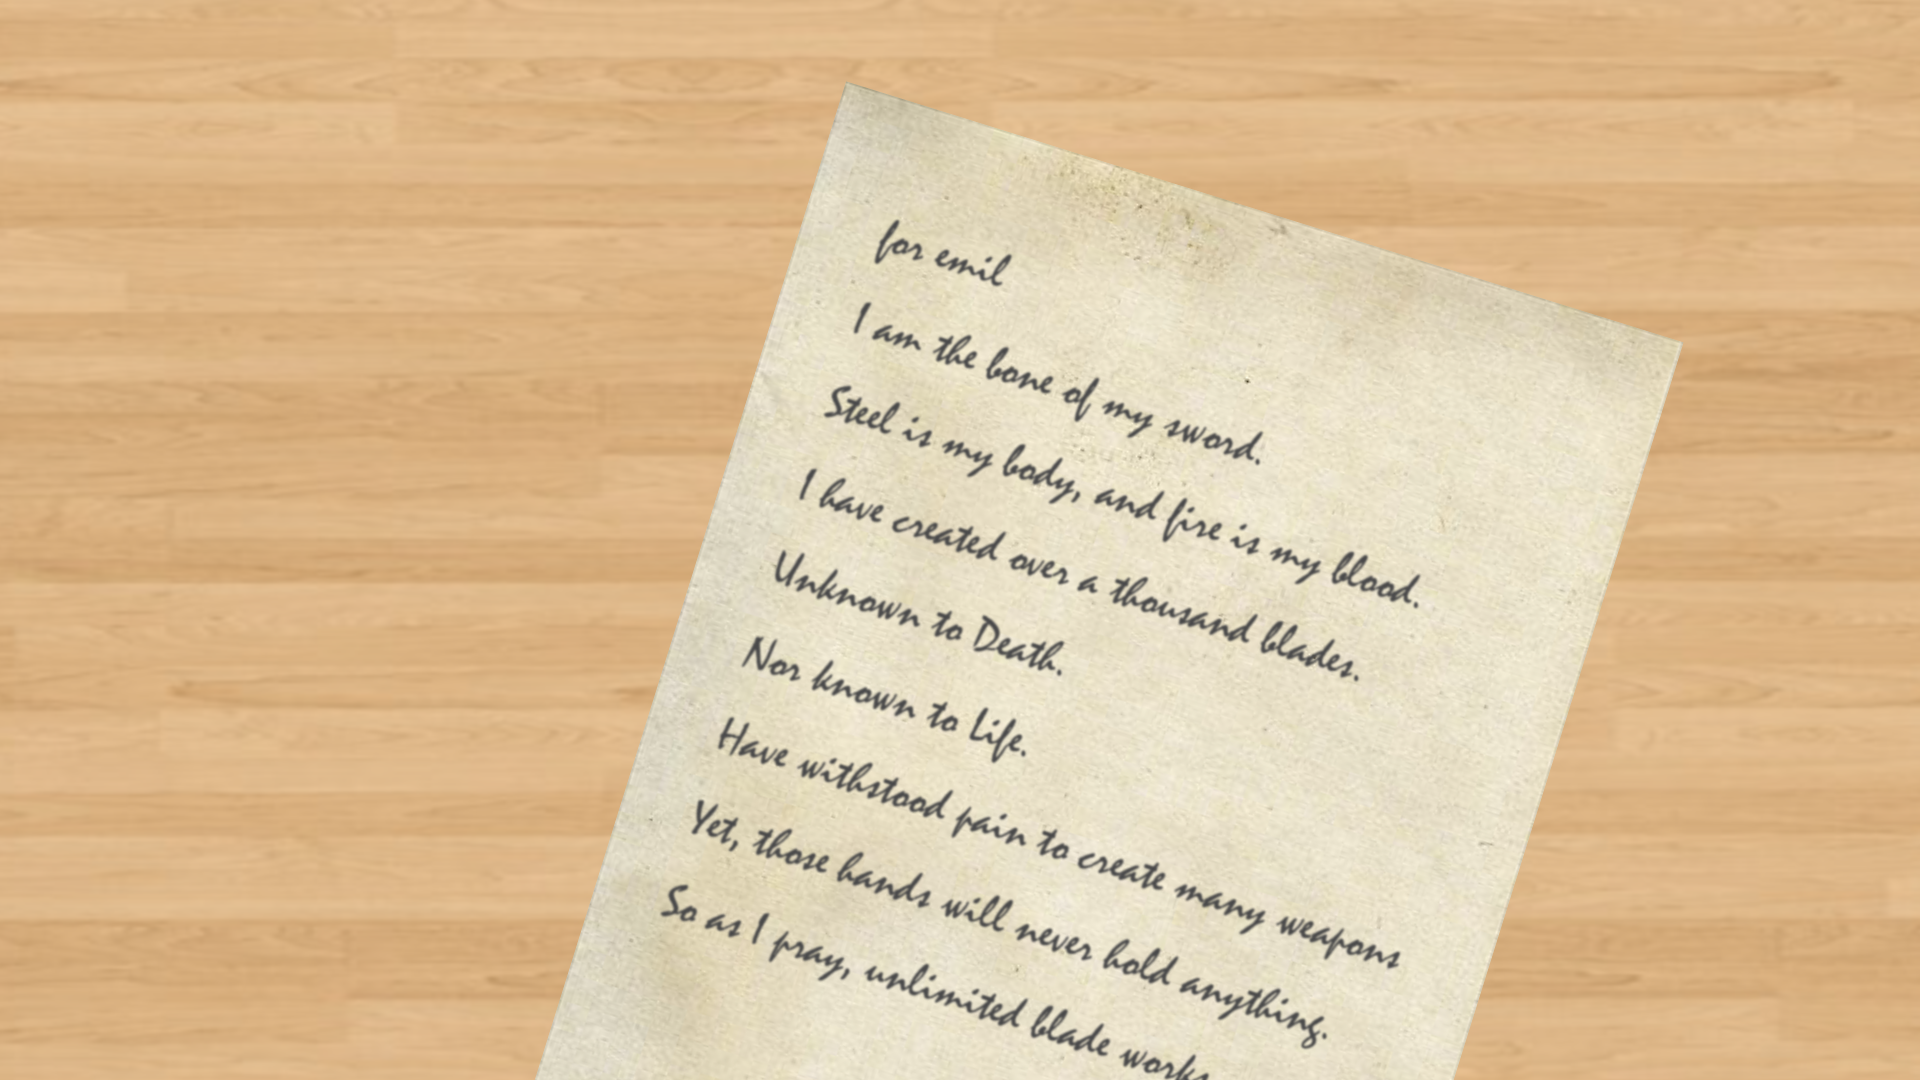 for emil
I am the bone of my sword.
Steel is my body, and fire is my blood.
I have created over a thousand blades.
Unknown to Death.
Nor known to Life.
Have withstood pain to create many weapons
Yet, those hands will never hold anything.
So as I pray, unlimited blade works